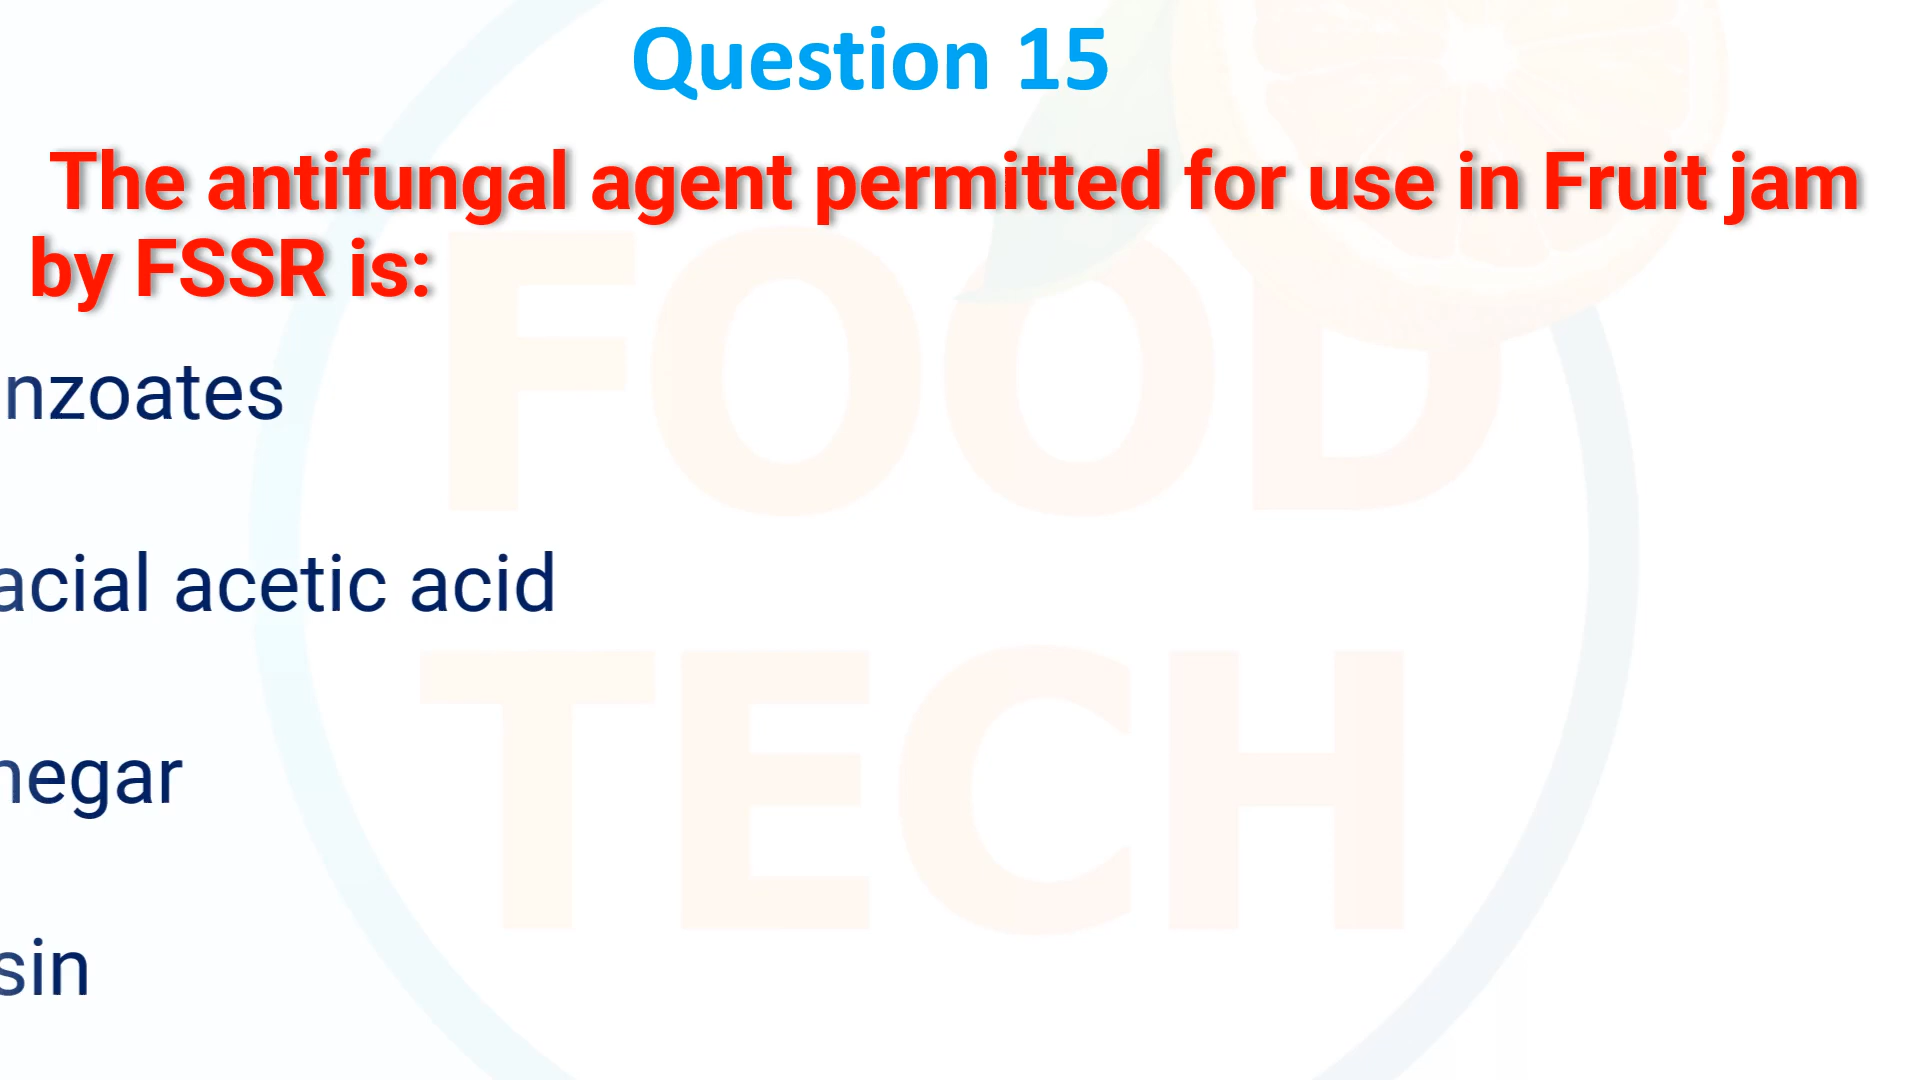 Question 15
The antifungal agent permitted for use in Fruit jam
by FSSR is:
nzoates
acial acetic acid
negar
sin
FOOD
TECH